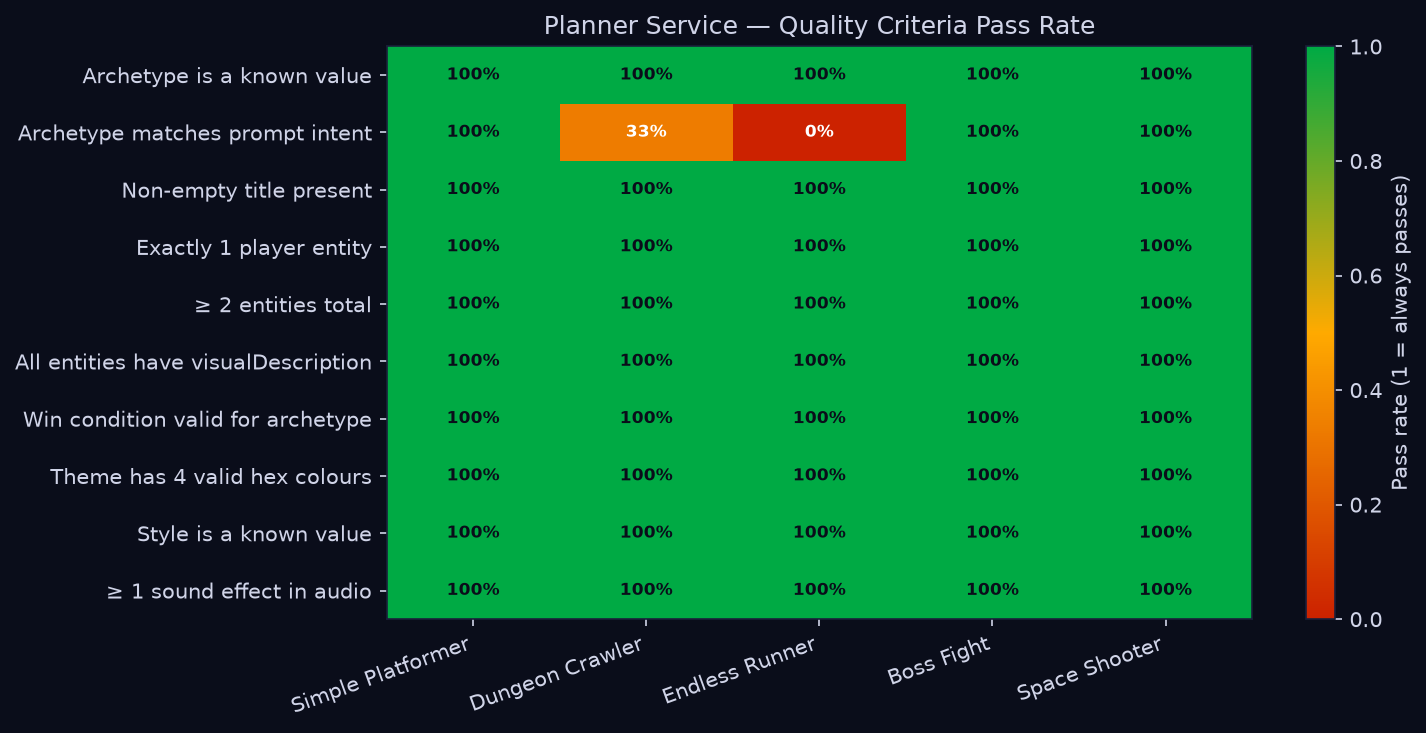 Planner Service — Quality Criteria Pass Rate
Archetype is a known value 100% 100% 100% 100% 100%
Archetype matches prompt intent 100% 33% 0% 100% 100%
Non-empty title present 100% 100% 100% 100% 100%
Exactly 1 player entity 100% 100% 100% 100% 100%
≥ 2 entities total 100% 100% 100% 100% 100%
All entities have visualDescription 100% 100% 100% 100% 100%
Win condition valid for archetype 100% 100% 100% 100% 100%
Theme has 4 valid hex colours 100% 100% 100% 100% 100%
Style is a known value 100% 100% 100% 100% 100%
≥ 1 sound effect in audio 100% 100% 100% 100% 100%
Simple Platformer
Dungeon Crawler
Endless Runner
Boss Fight
Space Shooter
1.0
0.8
0.6
0.4
0.2
0.0
Pass rate (1 = always passes)